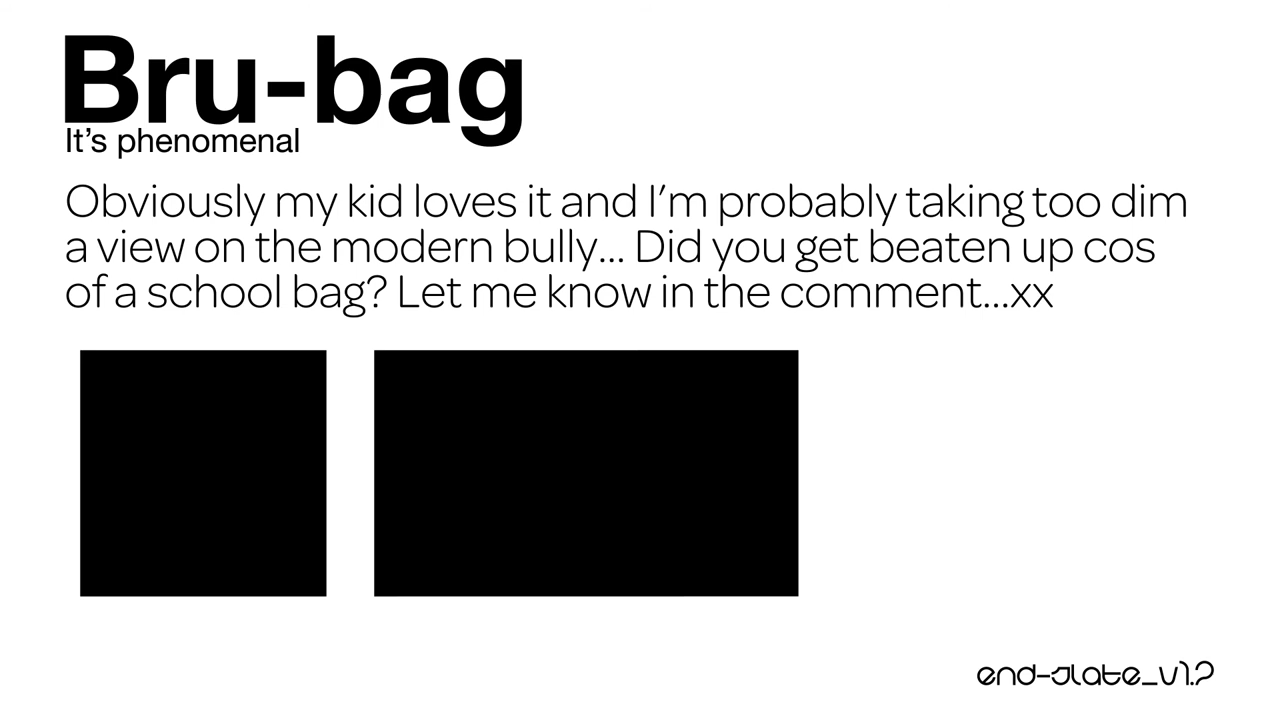 Bru-bag
It’s phenomenal
Obviously my kid loves it and I’m probably taking too dim
a view on the modern bully... Did you get beaten up cos
of a school bag? Let me know in the comment...xx
end-slate_v1.2